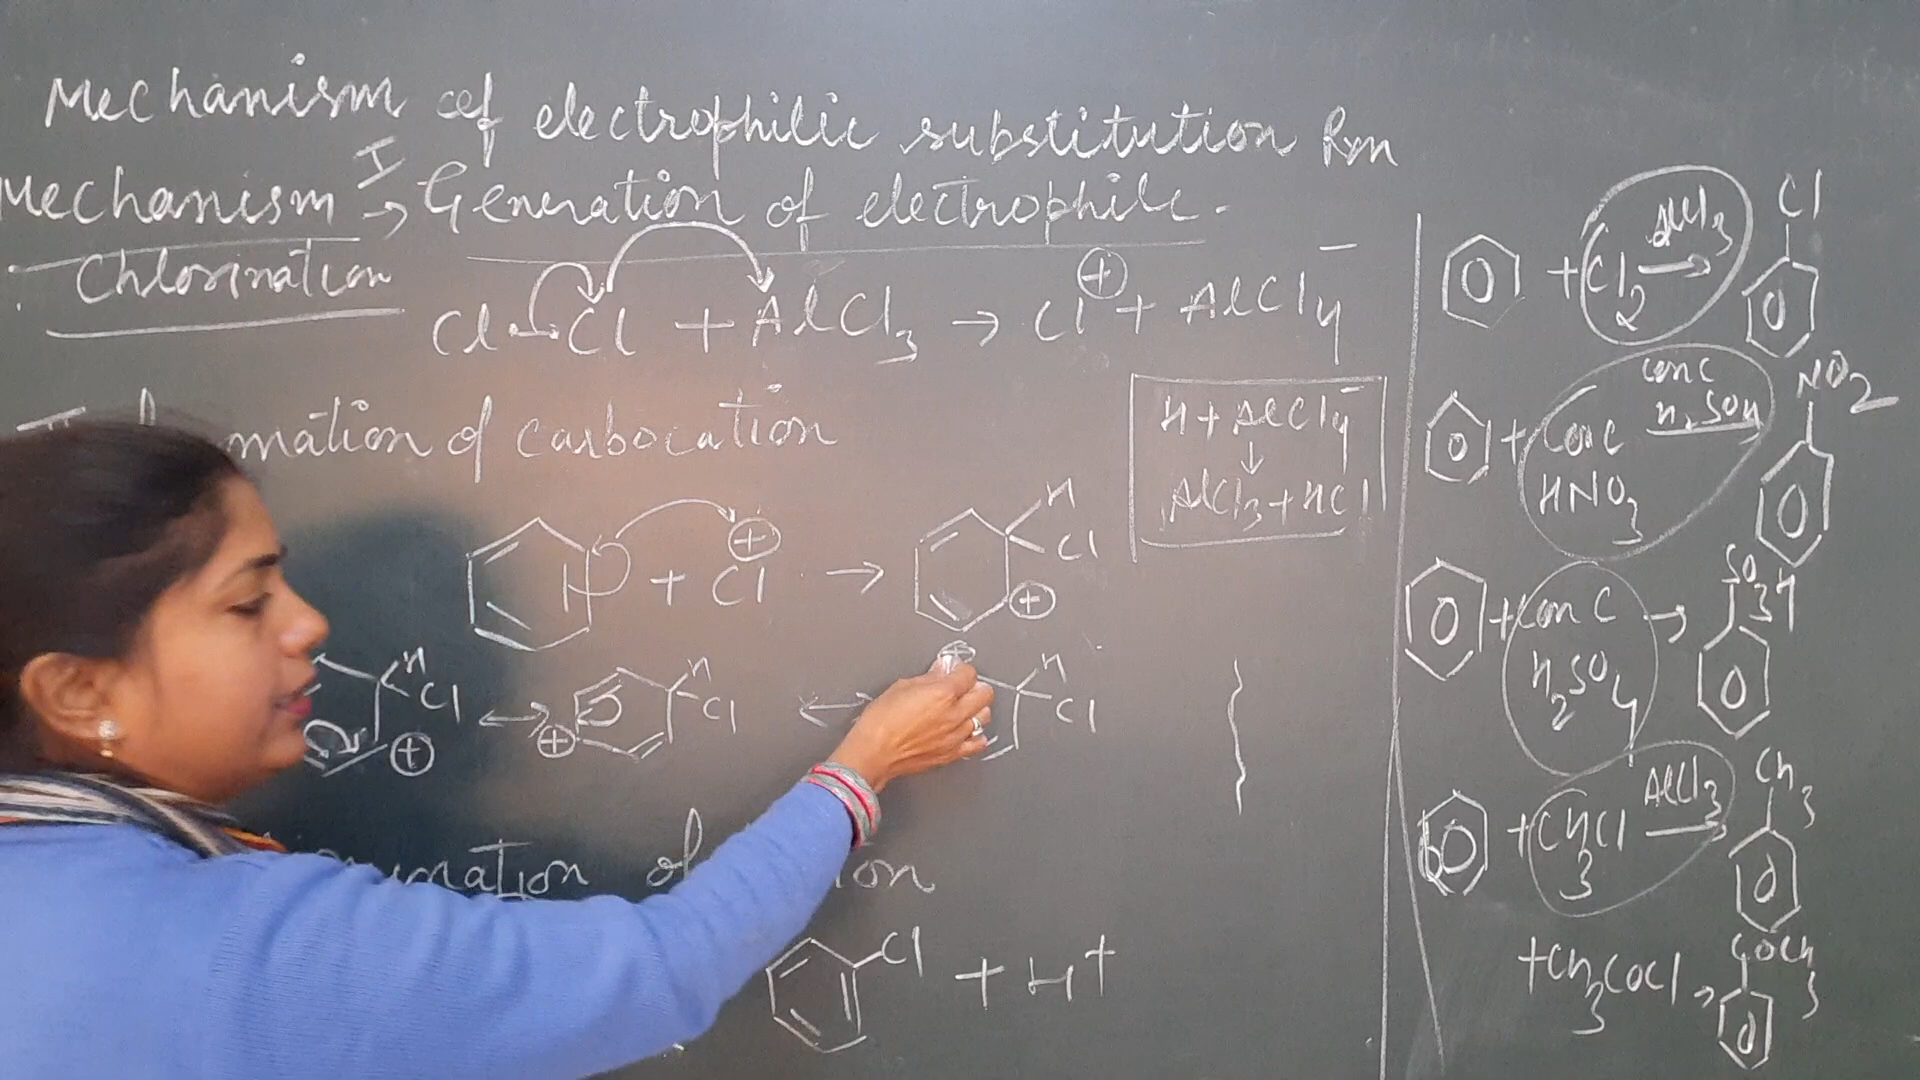 Mechanism of electrophilic substitution Rxn
Mechanism → I Generation of electrophile.
Chlorination
Cl-Cl + AlCl3 → Cl⊕ + AlCl4-
formation of carbocation
+ Cl⊕ →
H
Cl
⊕
H
Cl
⊕
↔
⊕
H
Cl
↔
⊕
H
Cl
of
Cl
+ H+
H + AlCl4-
↓
AlCl3 + HCl
+ Cl2 AlCl3 →
Cl
+ Conc HNO3
conc H2SO4
NO2
+ conc H2SO4 →
SO3H
+ CH3Cl AlCl3 →
CH3
+ CH3COCl →
COCH3